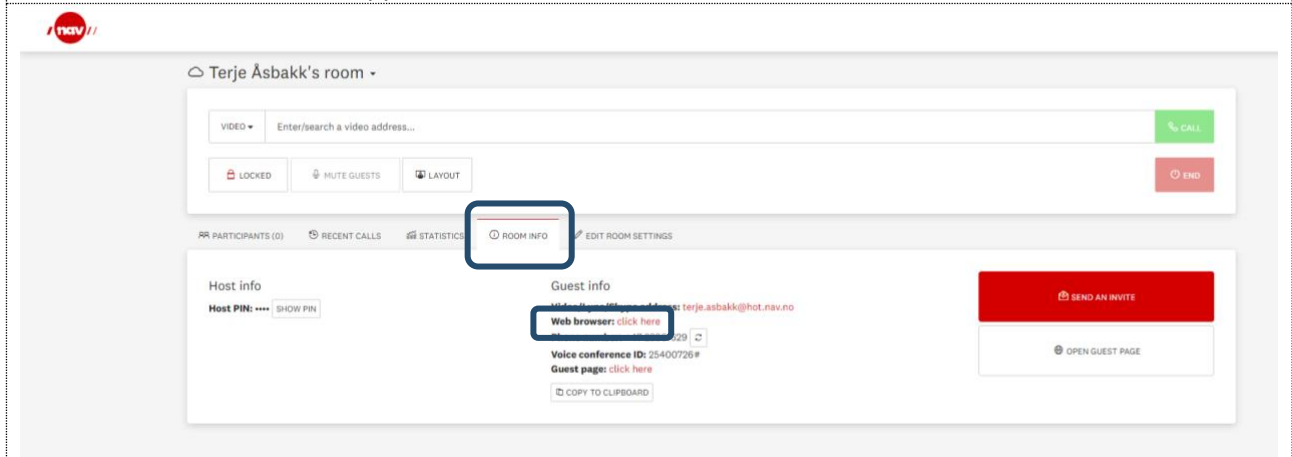 nav
Terje Åsbakk's room
VIDEO Enter/search a video address... CALL
LOCKED MUTE GUESTS LAYOUT END
PARTICIPANTS (0) RECENT CALLS STATISTICS ROOM INFO EDIT ROOM SETTINGS
Host info
Host PIN: •••• SHOW PIN
Guest info
address: terje.asbakk@hot.nav.no
Web browser: click here
Voice conference ID: 25400726#
Guest page: click here
COPY TO CLIPBOARD
SEND AN INVITE
OPEN GUEST PAGE